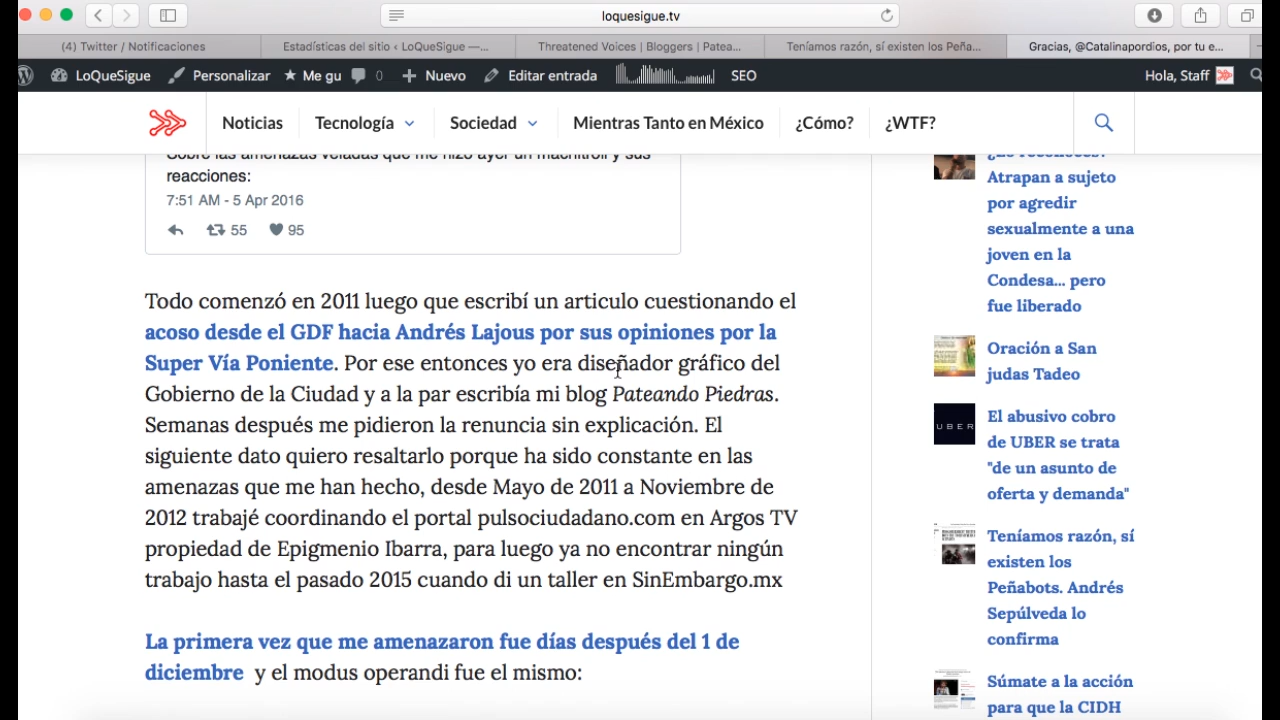 loquesigue.tv
(4) Twitter / Notificaciones
Estadísticas del sitio ‹ LoQueSigue —...
Threatened Voices | Bloggers | Patea...
Teníamos razón, sí existen los Peña...
Gracias, @Catalinapordios, por tu e...
LoQueSigue
Personalizar
Me gu
0
Nuevo
Editar entrada
SEO
Hola, Staff
Noticias
Tecnología
Sociedad
Mientras Tanto en México
¿Cómo?
¿WTF?
Sobre las amenazas veladas que me hizo ayer un machitroll y sus
reacciones:
7:51 AM - 5 Apr 2016
55
95
Todo comenzó en 2011 luego que escribí un articulo cuestionando el
acoso desde el GDF hacia Andrés Lajous por sus opiniones por la
Super Vía Poniente. Por ese entonces yo era diseñador gráfico del
Gobierno de la Ciudad y a la par escribía mi blog Pateando Piedras.
Semanas después me pidieron la renuncia sin explicación. El
siguiente dato quiero resaltarlo porque ha sido constante en las
amenazas que me han hecho, desde Mayo de 2011 a Noviembre de
2012 trabajé coordinando el portal pulsociudadano.com en Argos TV
propiedad de Epigmenio Ibarra, para luego ya no encontrar ningún
trabajo hasta el pasado 2015 cuando di un taller en SinEmbargo.mx
La primera vez que me amenazaron fue días después del 1 de
diciembre y el modus operandi fue el mismo:
¿Lo reconoces?
Atrapan a sujeto
por agredir
sexualmente a una
joven en la
Condesa... pero
fue liberado
Oración a San
judas Tadeo
UBER
El abusivo cobro
de UBER se trata
"de un asunto de
oferta y demanda"
Teníamos razón, sí
existen los
Peñabots. Andrés
Sepúlveda lo
confirma
Súmate a la acción
para que la CIDH